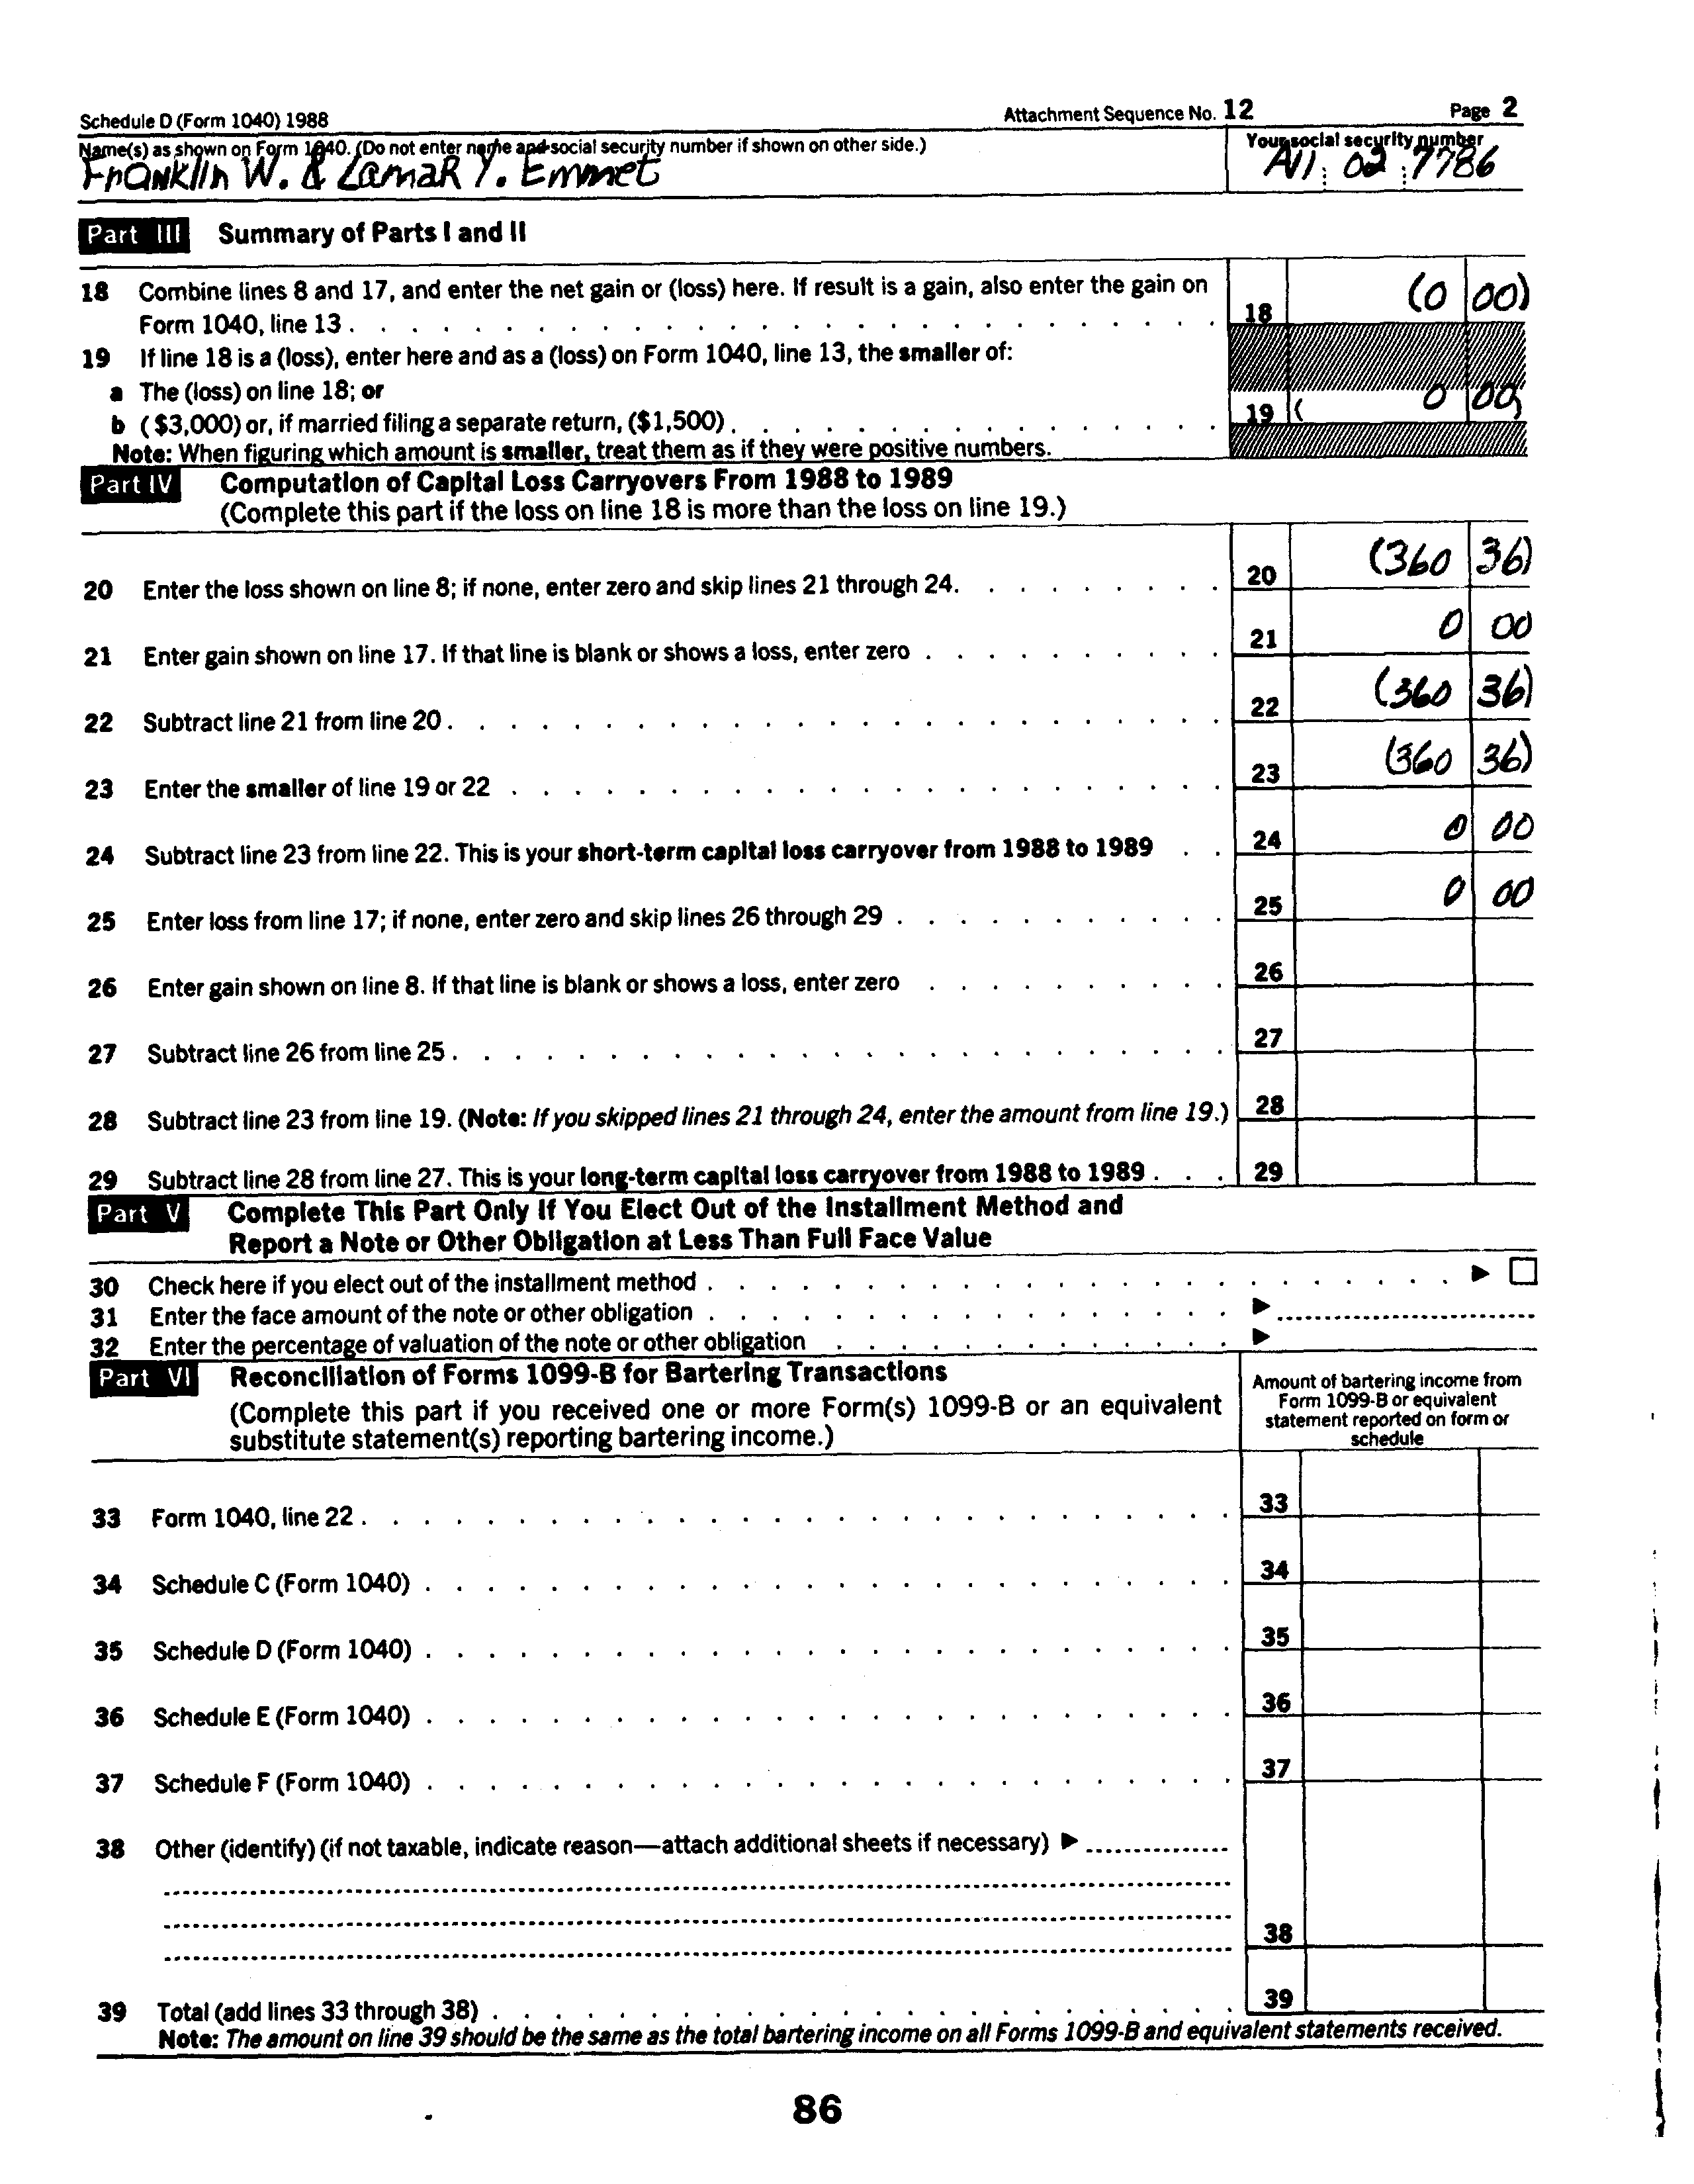 Schedule D (Form 1040) 1988 Attachment Sequence No. 12 Page 2
Name(s) as shown on Form 1040. (Do not enter name and social security number if shown on other side.) Your social security number
Franklin W. & Lamar Y. Emmet 02 7786
Part III Summary of Parts I and II
18 Combine lines 8 and 17, and enter the net gain or (loss) here. If result is a gain, also enter the gain on
Form 1040, line 13 18 (0 00)
19 If line 18 is a (loss), enter here and as a (loss) on Form 1040, line 13, the smaller of:
a The (loss) on line 18; or
b ($3,000) or, if married filing a separate return, ($1,500) 19 ( 0 00)
Note: When figuring which amount is smaller, treat them as if they were positive numbers.
Part IV Computation of Capital Loss Carryovers From 1988 to 1989
(Complete this part if the loss on line 18 is more than the loss on line 19.)
20 Enter the loss shown on line 8; if none, enter zero and skip lines 21 through 24. 20 (360 36)
21 Enter gain shown on line 17. If that line is blank or shows a loss, enter zero 21 0 00
22 Subtract line 21 from line 20 22 (360 36)
23 Enter the smaller of line 19 or 22 23 (360 36)
24 Subtract line 23 from line 22. This is your short-term capital loss carryover from 1988 to 1989 24 0 00
25 Enter loss from line 17; if none, enter zero and skip lines 26 through 29 25 0 00
26 Enter gain shown on line 8. If that line is blank or shows a loss, enter zero 26
27 Subtract line 26 from line 25 27
28 Subtract line 23 from line 19. (Note: If you skipped lines 21 through 24, enter the amount from line 19.) 28
29 Subtract line 28 from line 27. This is your long-term capital loss carryover from 1988 to 1989 29
Part V Complete This Part Only If You Elect Out of the Installment Method and
Report a Note or Other Obligation at Less Than Full Face Value
30 Check here if you elect out of the installment method
31 Enter the face amount of the note or other obligation
32 Enter the percentage of valuation of the note or other obligation
Part VI Reconciliation of Forms 1099-B for Bartering Transactions
(Complete this part if you received one or more Form(s) 1099-B or an equivalent
substitute statement(s) reporting bartering income.)
Amount of bartering income from
Form 1099-B or equivalent
statement reported on form or
schedule
33 Form 1040, line 22 33
34 Schedule C (Form 1040) 34
35 Schedule D (Form 1040) 35
36 Schedule E (Form 1040) 36
37 Schedule F (Form 1040) 37
38 Other (identify) (if not taxable, indicate reason—attach additional sheets if necessary)
38
39 Total (add lines 33 through 38) 39
Note: The amount on line 39 should be the same as the total bartering income on all Forms 1099-B and equivalent statements received.
86